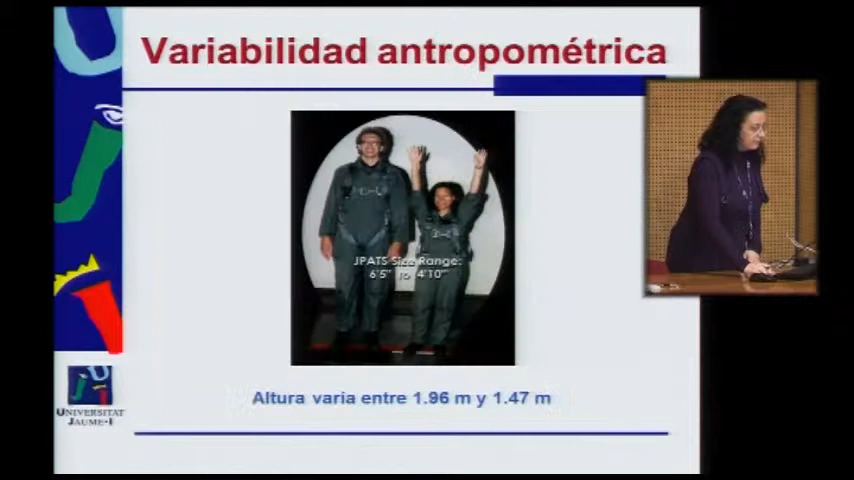 Variabilidad antropométrica
JPATS Size Range:
6'5" to 4'10"
Altura varia entre 1.96 m y 1.47 m
UNIVERSITAT
JAUME·I